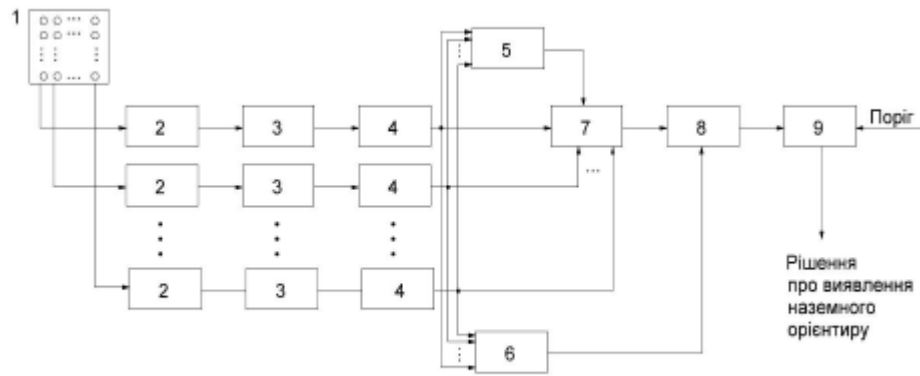 1
5
2 3 4 7 8 9 Поріг
...
2 3 4
2 3 4
6
Рішення
про виявлення
наземного
орієнтиру